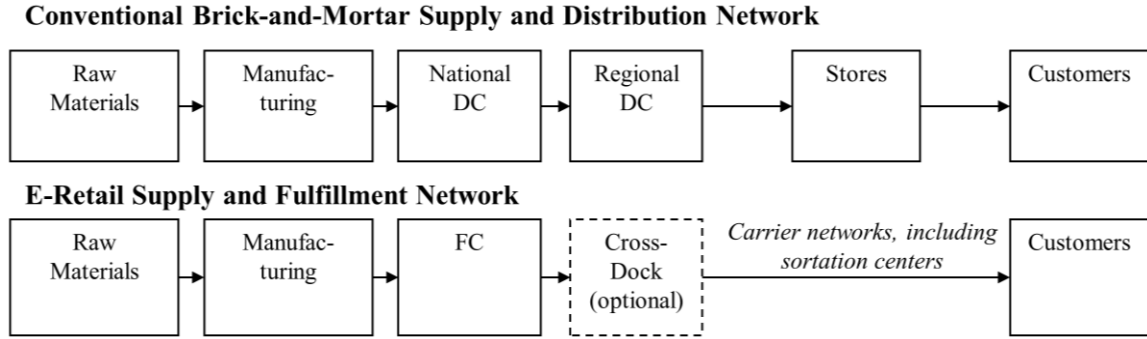 Conventional Brick-and-Mortar Supply and Distribution Network
Raw
Materials
Manufac-
turing
National
DC
Regional
DC
Stores
Customers
E-Retail Supply and Fulfillment Network
Raw
Materials
Manufac-
turing
FC
Cross-
Dock
(optional)
Carrier networks, including
sortation centers
Customers